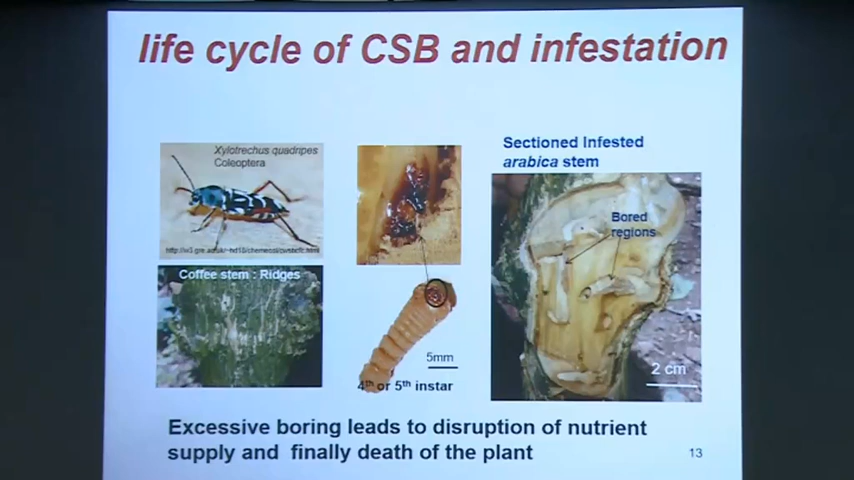 life cycle of CSB and infestation
Sectioned Infested
arabica stem
Xylotrechus quadripes
Coleoptera
Bored
regions
Coffee stem : Ridges
5mm
4th or 5th instar
2 cm
Excessive boring leads to disruption of nutrient
supply and finally death of the plant
13